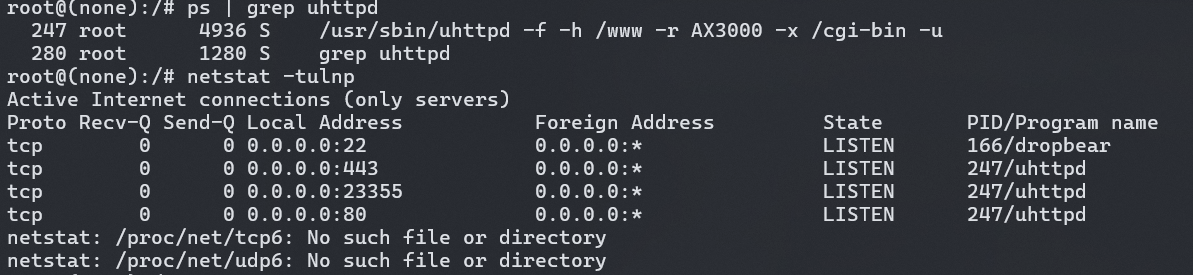 root@(none):/# ps | grep uhttpd
  247 root      4936 S    /usr/sbin/uhttpd -f -h /www -r AX3000 -x /cgi-bin -u
  280 root      1280 S    grep uhttpd
root@(none):/# netstat -tulnp
Active Internet connections (only servers)
Proto Recv-Q Send-Q Local Address           Foreign Address         State       PID/Program name
tcp        0      0 0.0.0.0:22              0.0.0.0:*               LISTEN      166/dropbear
tcp        0      0 0.0.0.0:443             0.0.0.0:*               LISTEN      247/uhttpd
tcp        0      0 0.0.0.0:23355           0.0.0.0:*               LISTEN      247/uhttpd
tcp        0      0 0.0.0.0:80              0.0.0.0:*               LISTEN      247/uhttpd
netstat: /proc/net/tcp6: No such file or directory
netstat: /proc/net/udp6: No such file or directory